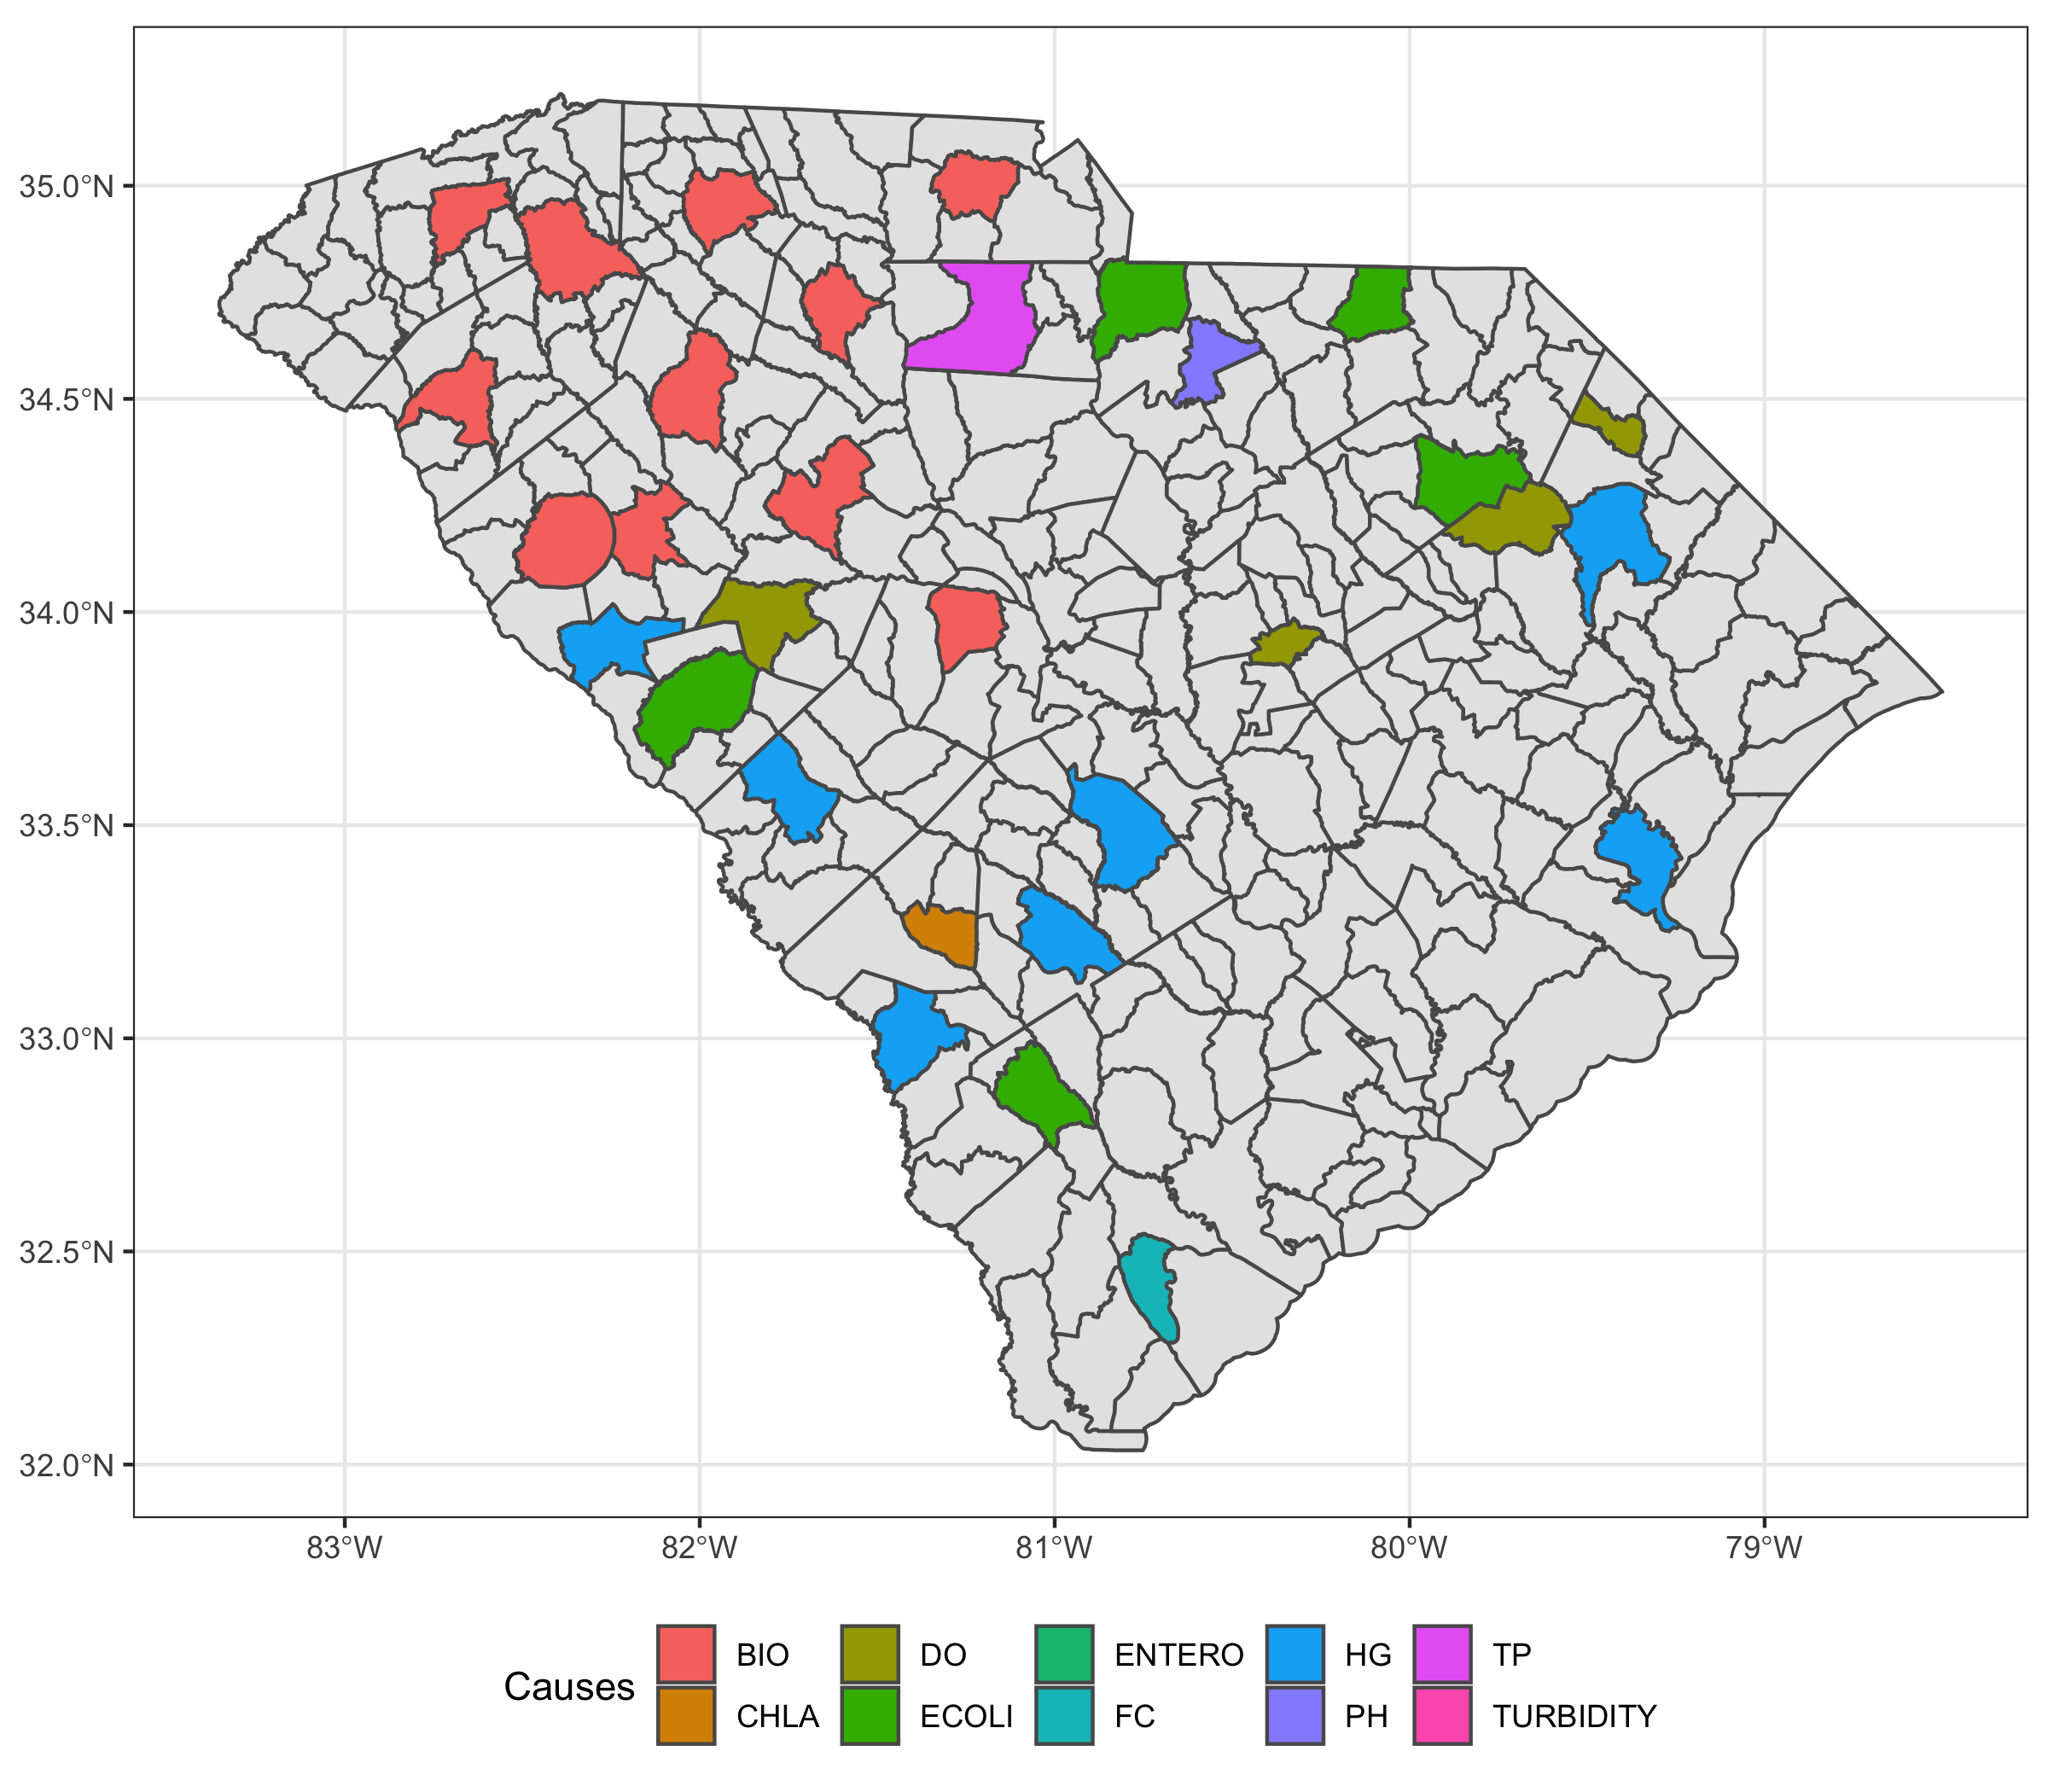 35.0°N
34.5°N
34.0°N
33.5°N
33.0°N
32.5°N
32.0°N
83°W 82°W 81°W 80°W 79°W
Causes
BIO DO ENTERO HG TP
CHLA ECOLI FC PH TURBIDITY